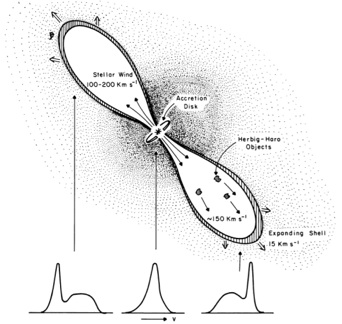 Stellar Wind
100-200 Km s⁻¹
Accretion
Disk
Herbig-Haro
Objects
~150 Km s⁻¹
Expanding Shell
15 Km s⁻¹
V